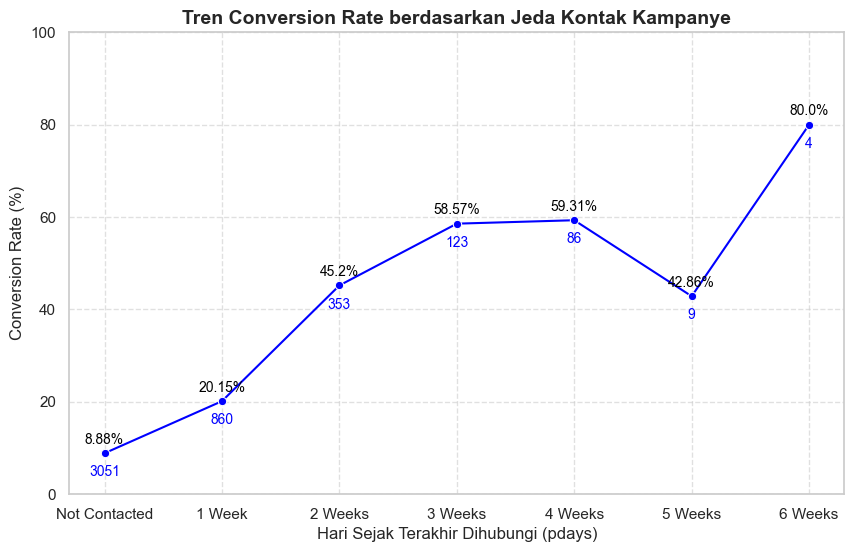 Tren Conversion Rate berdasarkan Jeda Kontak Kampanye
Conversion Rate (%)
100
80
60
40
20
0
8.88%
3051
20.15%
860
45.2%
353
58.57%
123
59.31%
86
42.86%
9
80.0%
4
Not Contacted
1 Week
2 Weeks
3 Weeks
4 Weeks
5 Weeks
6 Weeks
Hari Sejak Terakhir Dihubungi (pdays)